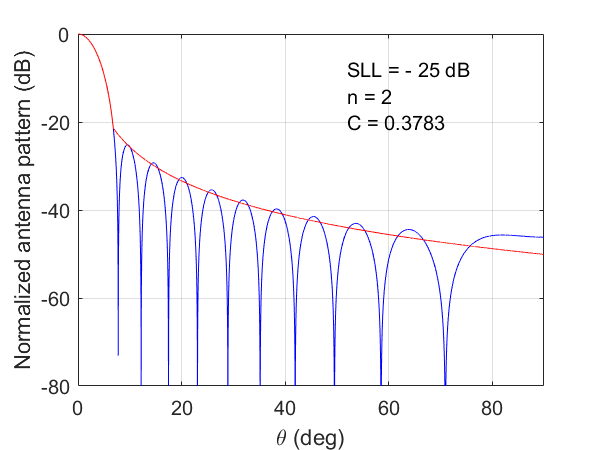 0
-20
-40
-60
-80
0 20 40 60 80
Normalized antenna pattern (dB)
θ (deg)
SLL = - 25 dB
n = 2
C = 0.3783